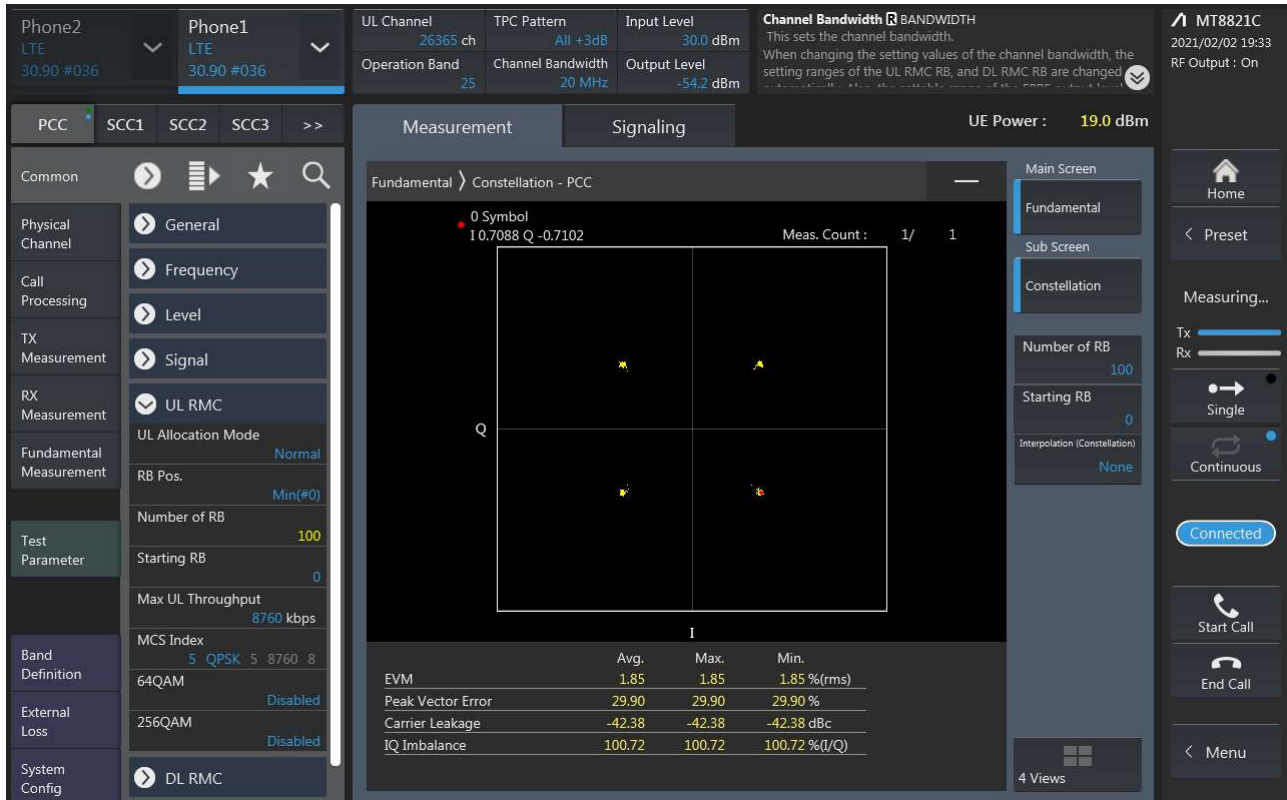 Phone2
LTE
30.90 #036
Phone1
LTE
30.90 #036
UL Channel
26365 ch
TPC Pattern
All +3dB
Input Level
30.0 dBm
Operation Band
25
Channel Bandwidth
20 MHz
Output Level
-54.2 dBm
Channel Bandwidth R BANDWIDTH
This sets the channel bandwidth.
When changing the setting values of the channel bandwidth, the
setting ranges of the UL RMC RB, and DL RMC RB are changed
MT8821C
2021/02/02 19:33
RF Output : On
PCC SCC1 SCC2 SCC3 >>
Measurement
Signaling
UE Power : 19.0 dBm
Common
Physical
Channel
Call
Processing
TX
Measurement
RX
Measurement
Fundamental
Measurement
Test
Parameter
Band
Definition
External
Loss
System
Config
General
Frequency
Level
Signal
UL RMC
UL Allocation Mode
Normal
RB Pos.
Min(#0)
Number of RB
100
Starting RB
0
Max UL Throughput
8760 kbps
MCS Index
5 QPSK 5 8760 8
64QAM
Disabled
256QAM
Disabled
DL RMC
Fundamental 〉 Constellation - PCC
0 Symbol
I 0.7088 Q -0.7102
Meas. Count : 1/ 1
Q
I
Avg. Max. Min.
EVM 1.85 1.85 1.85 %(rms)
Peak Vector Error 29.90 29.90 29.90 %
Carrier Leakage -42.38 -42.38 -42.38 dBc
IQ Imbalance 100.72 100.72 100.72 %(I/Q)
Main Screen
Fundamental
Sub Screen
Constellation
Number of RB
100
Starting RB
0
Interpolation (Constellation)
None
4 Views
Home
< Preset
Measuring...
Tx
Rx
Single
Continuous
Connected
Start Call
End Call
< Menu